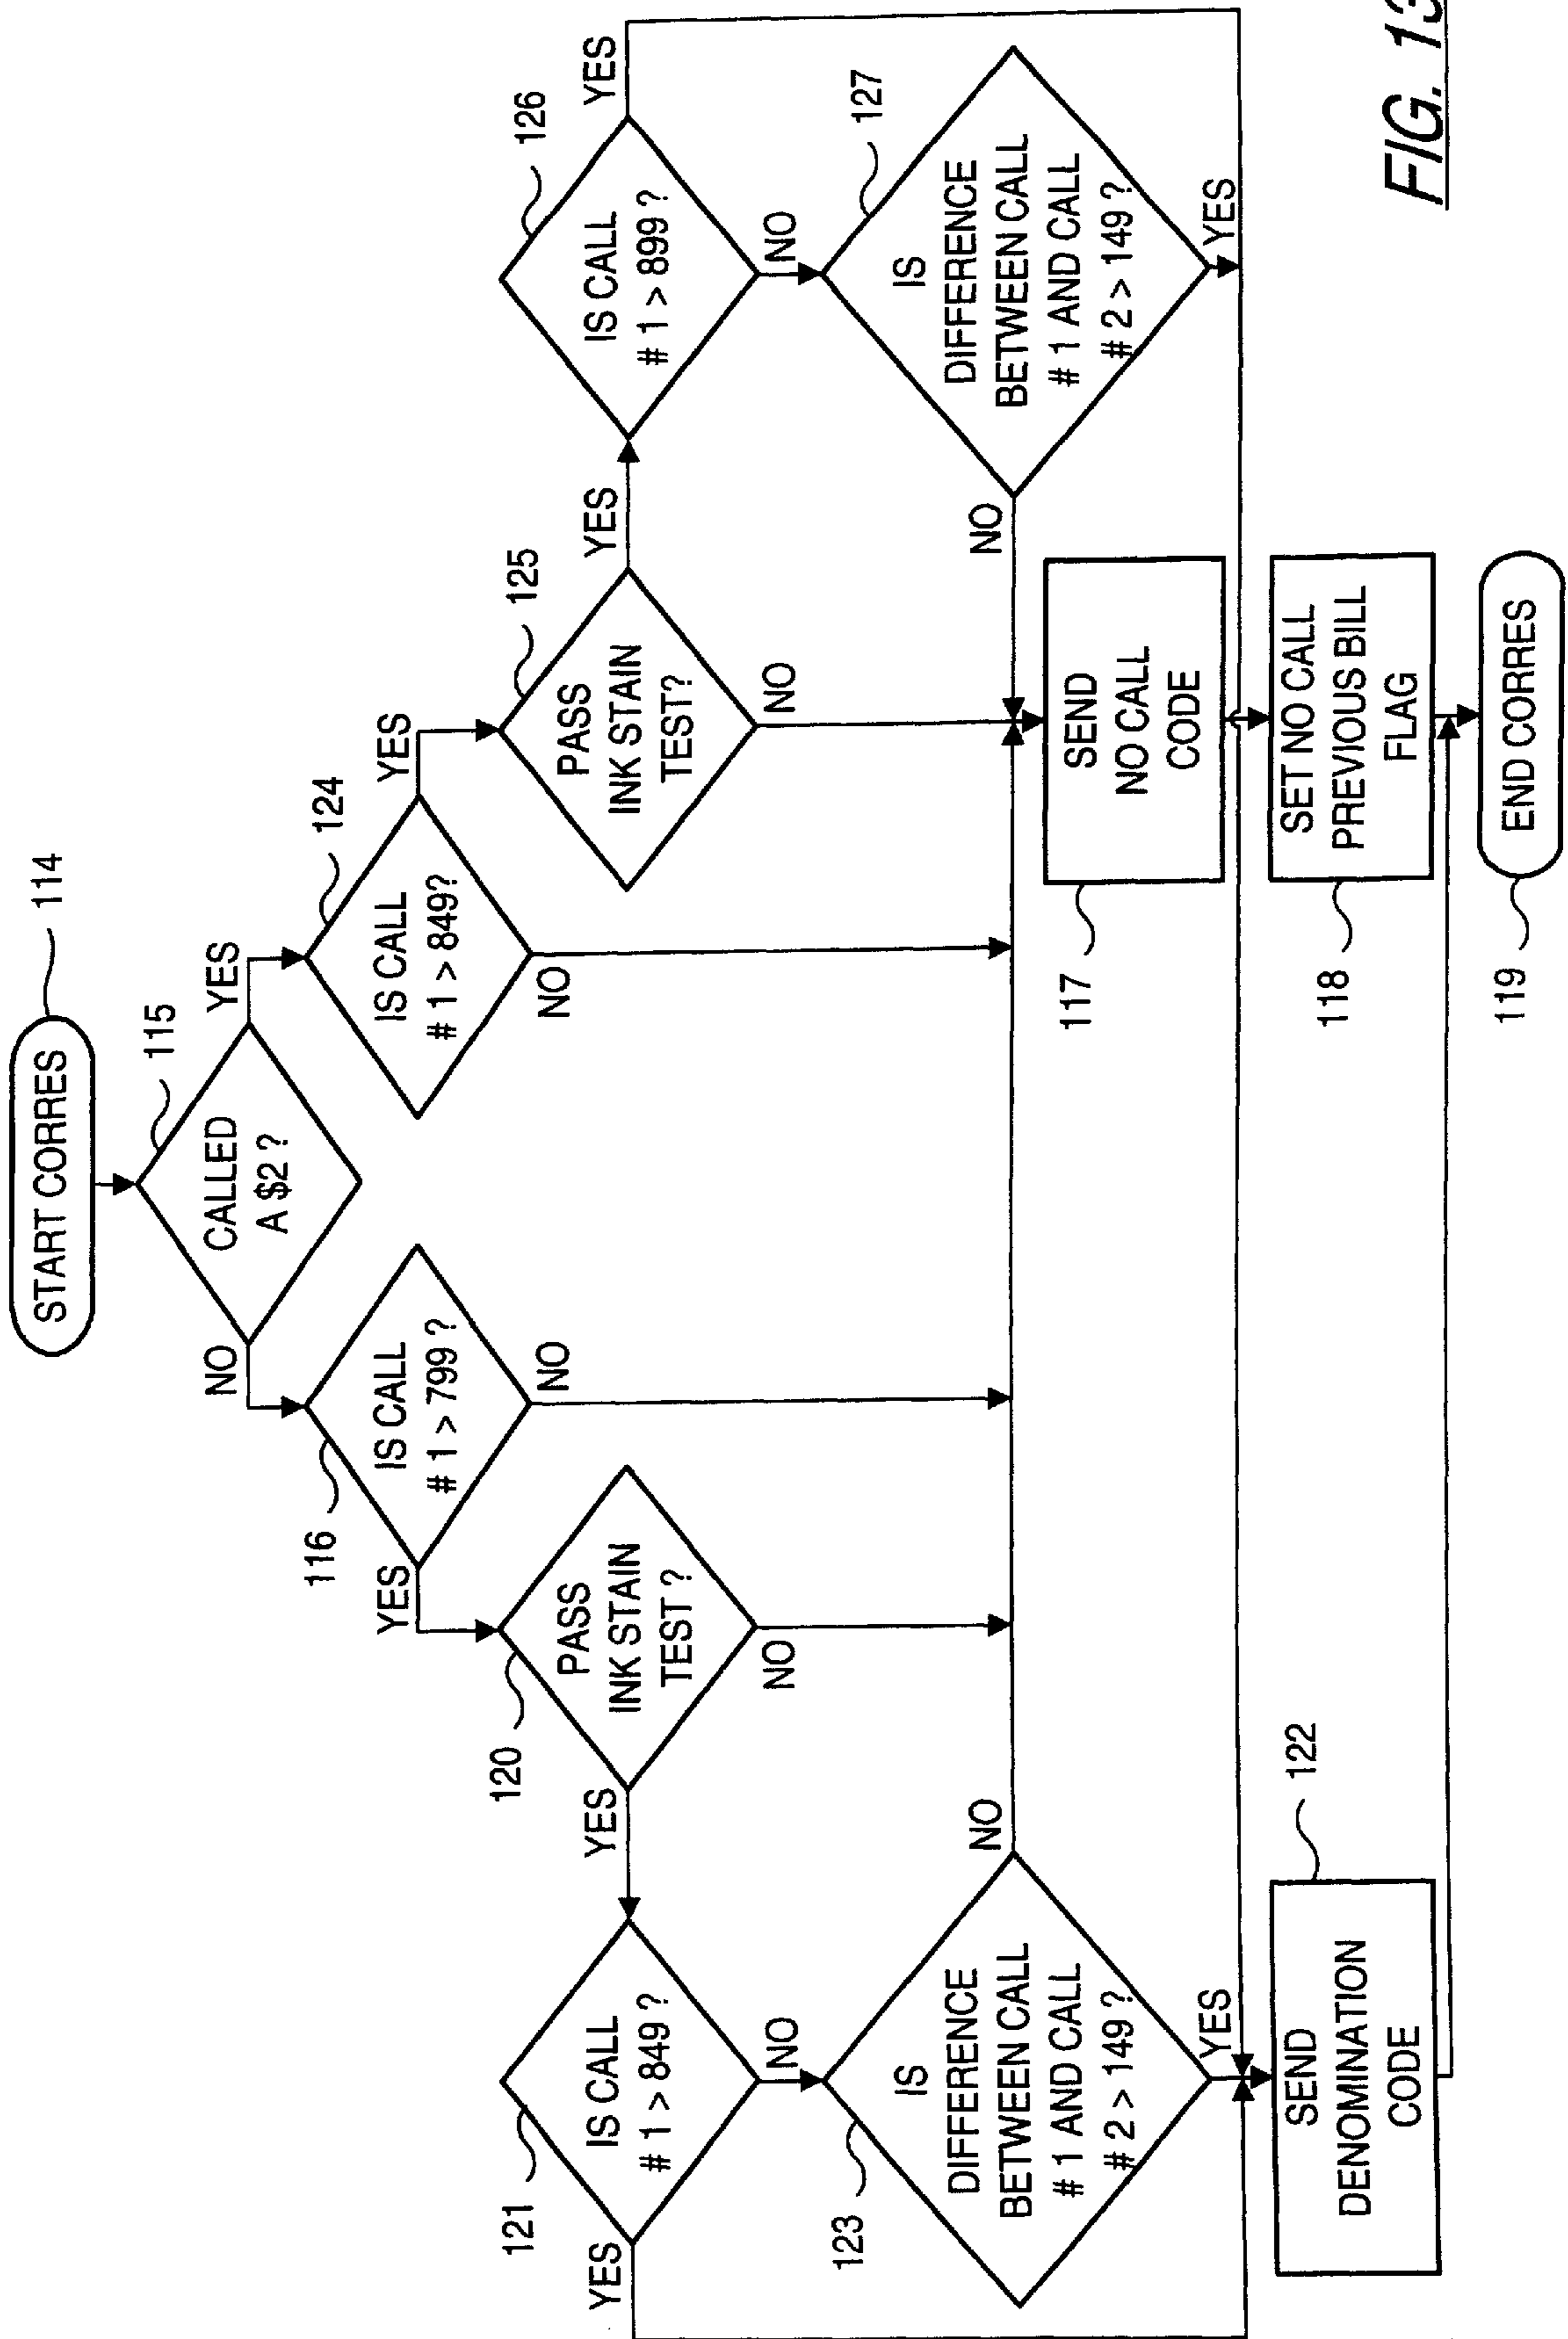 START CORRES
114
CALLED
A $2 ?
115
NO
YES
IS CALL
# 1 > 799 ?
116
YES
NO
IS CALL
# 1 > 849?
124
YES
NO
PASS
INK STAIN
TEST ?
120
YES
NO
PASS
INK STAIN
TEST?
125
YES
NO
IS CALL
# 1 > 849 ?
121
YES
NO
IS CALL
# 1 > 899 ?
126
YES
NO
IS
DIFFERENCE
BETWEEN CALL
# 1 AND CALL
# 2 > 149 ?
123
NO
YES
IS
DIFFERENCE
BETWEEN CALL
# 1 AND CALL
# 2 > 149 ?
127
NO
YES
SEND
NO CALL
CODE
117
SEND
DENOMINATION
CODE
122
SET NO CALL
PREVIOUS BILL
FLAG
118
END CORRES
119
FIG. 13